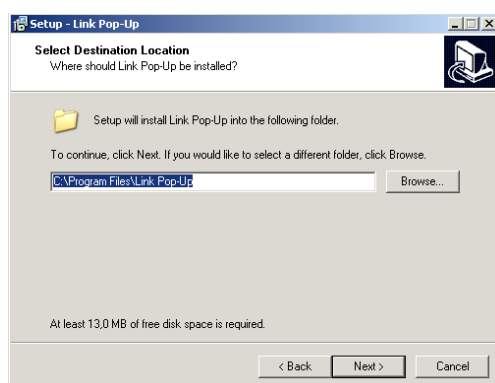 Setup - Link Pop-Up
Select Destination Location
Where should Link Pop-Up be installed?
Setup will install Link Pop-Up into the following folder.
To continue, click Next. If you would like to select a different folder, click Browse.
C:\Program Files\Link Pop-Up
Browse...
At least 13,0 MB of free disk space is required.
< Back Next > Cancel